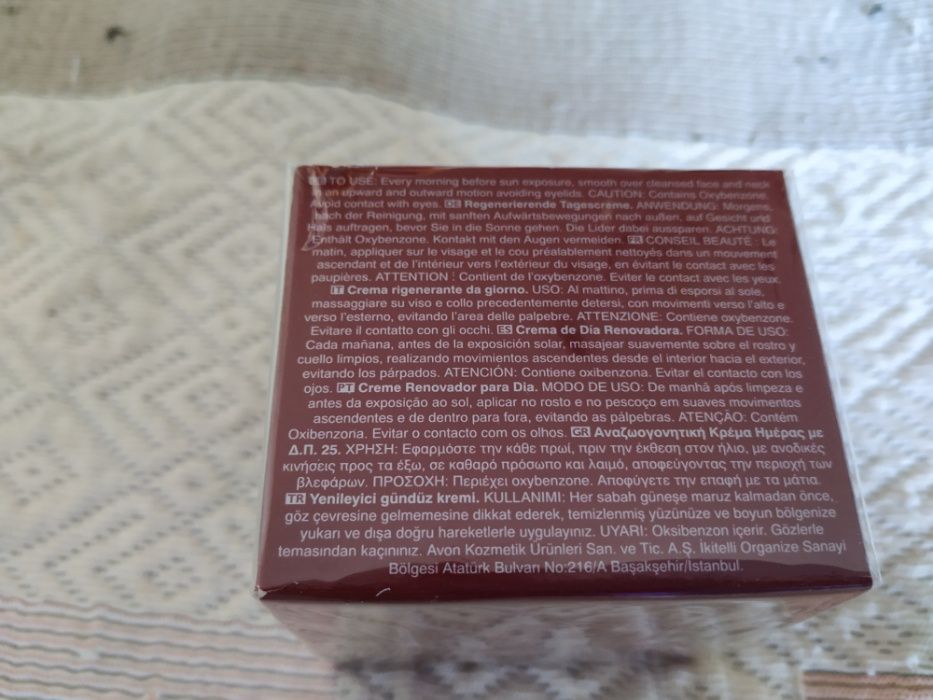 TO USE: Every morning before sun exposure, smooth over cleansed face and neck
in an upward and outward motion avoiding eyelids. CAUTION: Contains Oxybenzone.
Avoid contact with eyes. DE Regenerierende Tagescreme. ANWENDUNG: Morgens,
nach der Reinigung, mit sanften Aufwärtsbewegungen nach außen, auf Gesicht und
Hals auftragen, bevor Sie in die Sonne gehen. Die Lider dabei aussparen. ACHTUNG:
Enthält Oxybenzone. Kontakt mit den Augen vermeiden. FR CONSEIL BEAUTÉ : Le
matin, appliquer sur le visage et le cou préalablement nettoyés dans un mouvement
ascendant et de l'intérieur vers l'extérieur du visage, en évitant le contact avec les
paupières. ATTENTION : Contient de l'oxybenzone. Eviter le contact avec les yeux.
IT Crema rigenerante da giorno. USO: Al mattino, prima di esporsi al sole,
massaggiare su viso e collo precedentemente detersi, con movimenti verso l'alto e
verso l'esterno, evitando l'area delle palpebre. ATTENZIONE: Contiene oxybenzone.
Evitare il contatto con gli occhi. ES Crema de Día Renovadora. FORMA DE USO:
Cada mañana, antes de la exposición solar, masajear suavemente sobre el rostro y
cuello limpios, realizando movimientos ascendentes desde el interior hacia el exterior,
evitando los párpados. ATENCIÓN: Contiene oxibenzona. Evitar el contacto con los
ojos. PT Creme Renovador para Dia. MODO DE USO: De manhã após limpeza e
antes da exposição ao sol, aplicar no rosto e no pescoço em suaves movimentos
ascendentes e de dentro para fora, evitando as pálpebras. ATENÇÃO: Contém
Oxibenzona. Evitar o contacto com os olhos. GR Αναζωογονητική Κρέμα Ημέρας με
Δ.Π. 25. ΧΡΗΣΗ: Εφαρμόστε την κάθε πρωί, πριν την έκθεση στον ήλιο, με ανοδικές
κινήσεις προς τα έξω, σε καθαρό πρόσωπο και λαιμό, αποφεύγοντας την περιοχή των
βλεφάρων. ΠΡΟΣΟΧΗ: Περιέχει oxybenzone. Αποφύγετε την επαφή με τα μάτια.
TR Yenileyici gündüz kremi. KULLANIMI: Her sabah güneşe maruz kalmadan önce,
göz çevresine gelmemesine dikkat ederek, temizlenmiş yüzünüze ve boyun bölgenize
yukarı ve dışa doğru hareketlerle uygulayınız. UYARI: Oksibenzon içerir. Gözlerle
temasından kaçınınız. Avon Kozmetik Ürünleri San. ve Tic. A.Ş. İkitelli Organize Sanayi
Bölgesi Atatürk Bulvarı No:216/A Başakşehir/İstanbul.